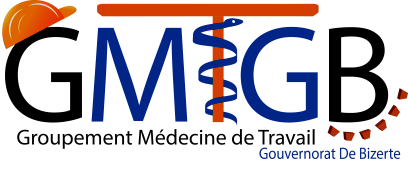 GMTGB
Groupement Médecine de Travail
Gouvernorat De Bizerte